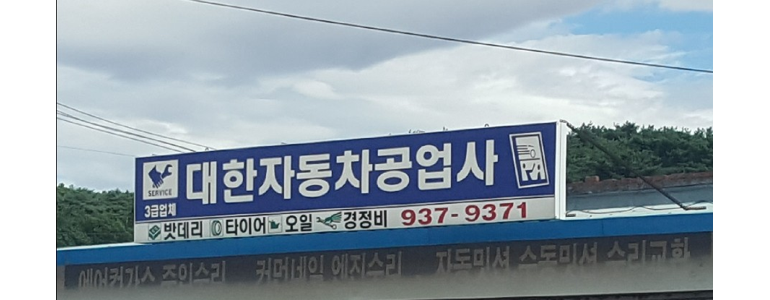 SERVICE
대한자동차공업사
3급업체
밧데리 타이어 오일 경정비 937-9371
에어컨가스 주입수리 커먼레일 엔진수리 자동밋션 수동밋션 수리교환